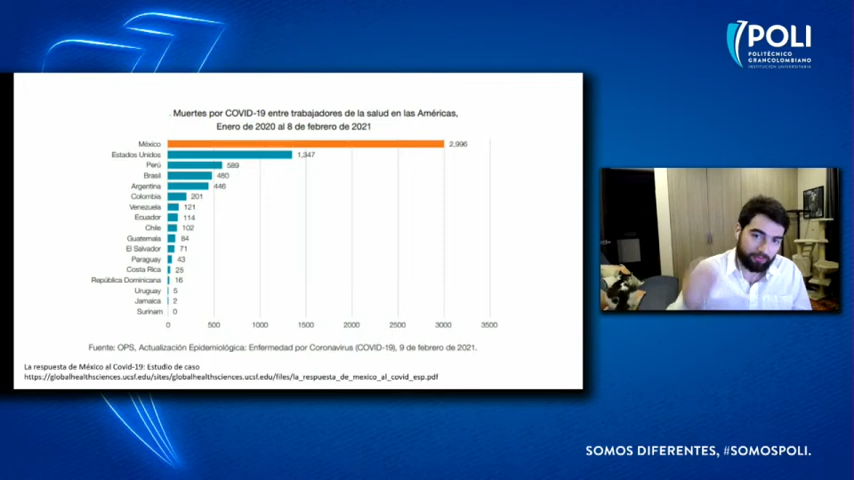 POLI
POLITÉCNICO
GRANCOLOMBIANO
INSTITUCIÓN UNIVERSITARIA
. Muertes por COVID-19 entre trabajadores de la salud en las Américas,
Enero de 2020 al 8 de febrero de 2021
México 2,996
Estados Unidos 1,347
Perú 589
Brasil 480
Argentina 446
Colombia 201
Venezuela 121
Ecuador 114
Chile 102
Guatemala 84
El Salvador 71
Paraguay 43
Costa Rica 25
República Dominicana 16
Uruguay 5
Jamaica 2
Surinam 0
0 500 1000 1500 2000 2500 3000 3500
Fuente: OPS, Actualización Epidemiológica: Enfermedad por Coronavirus (COVID-19), 9 de febrero de 2021.
La respuesta de México al Covid-19: Estudio de caso
https://globalhealthsciences.ucsf.edu/sites/globalhealthsciences.ucsf.edu/files/la_respuesta_de_mexico_al_covid_esp.pdf
SOMOS DIFERENTES, #SOMOSPOLI.